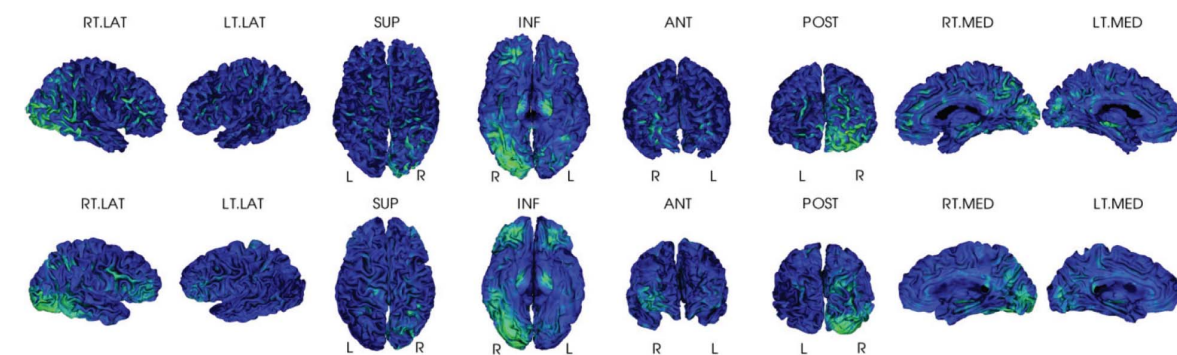 RT.LAT LT.LAT SUP INF ANT POST RT.MED LT.MED
L R R L R L L R
RT.LAT LT.LAT SUP INF ANT POST RT.MED LT.MED
L R R L R L L R